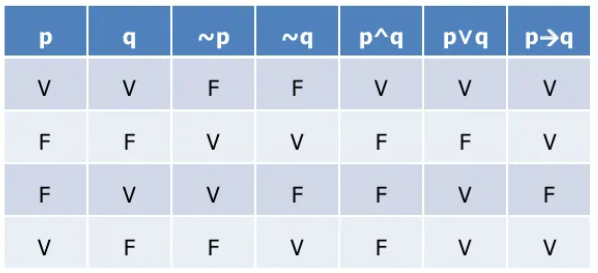 p q ~p ~q p^q p∨q p→q
V V F F V V V
F F V V F F V
F V V F F V F
V F F V F V V